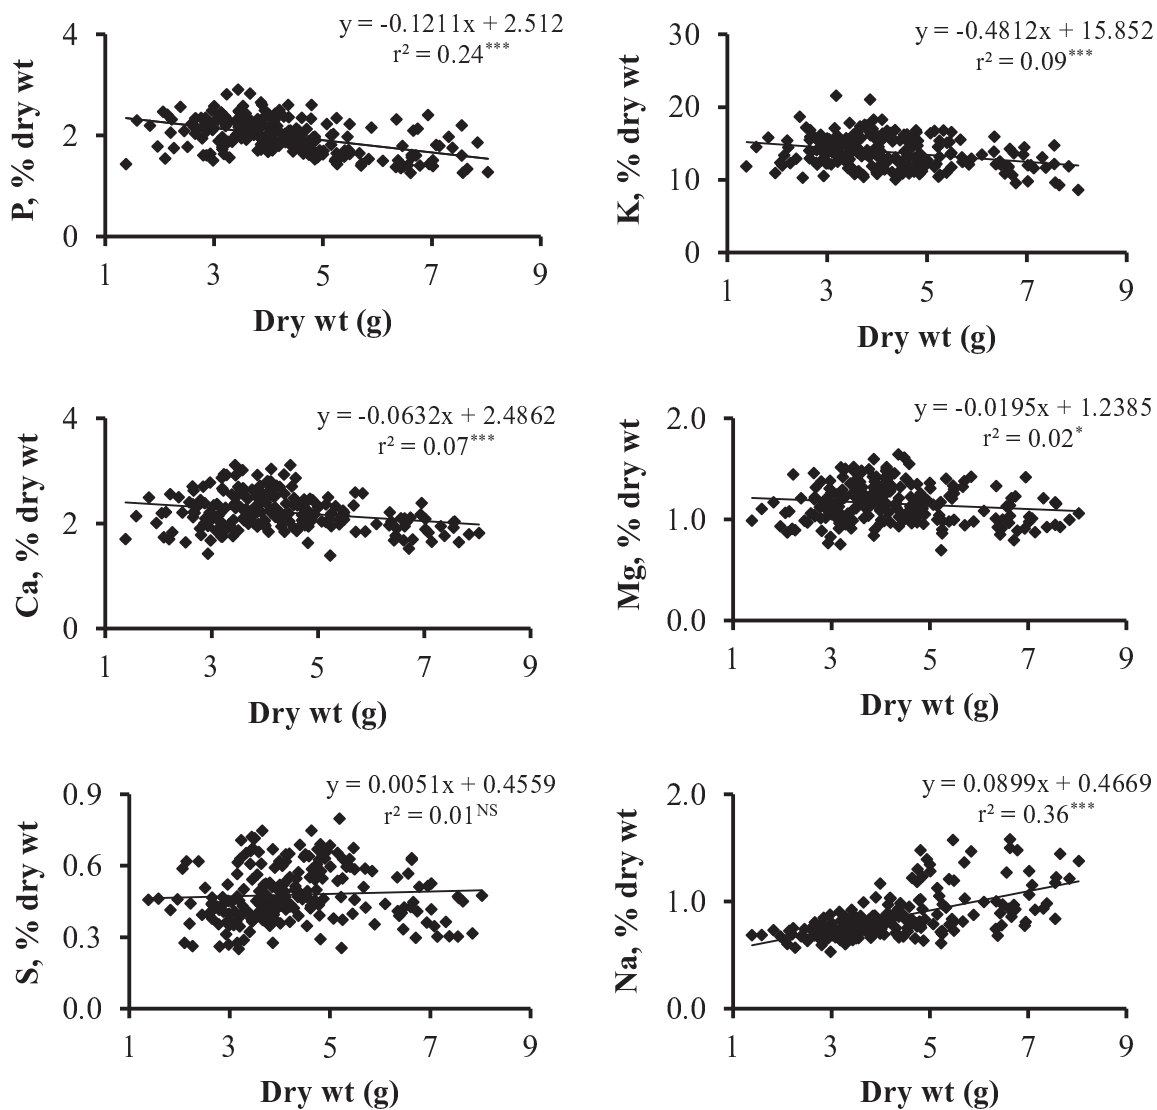 y = -0.1211x + 2.512
r² = 0.24***
P, % dry wt
4
2
0
1 3 5 7 9
Dry wt (g)
y = -0.4812x + 15.852
r² = 0.09***
K, % dry wt
30
20
10
0
1 3 5 7 9
Dry wt (g)
y = -0.0632x + 2.4862
r² = 0.07***
Ca, % dry wt
4
2
0
1 3 5 7 9
Dry wt (g)
y = -0.0195x + 1.2385
r² = 0.02*
Mg, % dry wt
2.0
1.0
0.0
1 3 5 7 9
Dry wt (g)
y = 0.0051x + 0.4559
r² = 0.01NS
S, % dry wt
0.9
0.6
0.3
0.0
1 3 5 7 9
Dry wt (g)
y = 0.0899x + 0.4669
r² = 0.36***
Na, % dry wt
2.0
1.0
0.0
1 3 5 7 9
Dry wt (g)